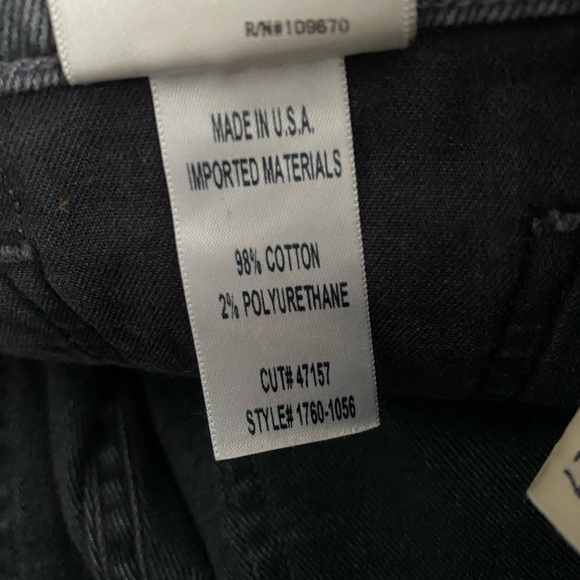 R/N#109670
MADE IN U.S.A.
IMPORTED MATERIALS
98% COTTON
2% POLYURETHANE
CUT# 47157
STYLE# 1760-1056